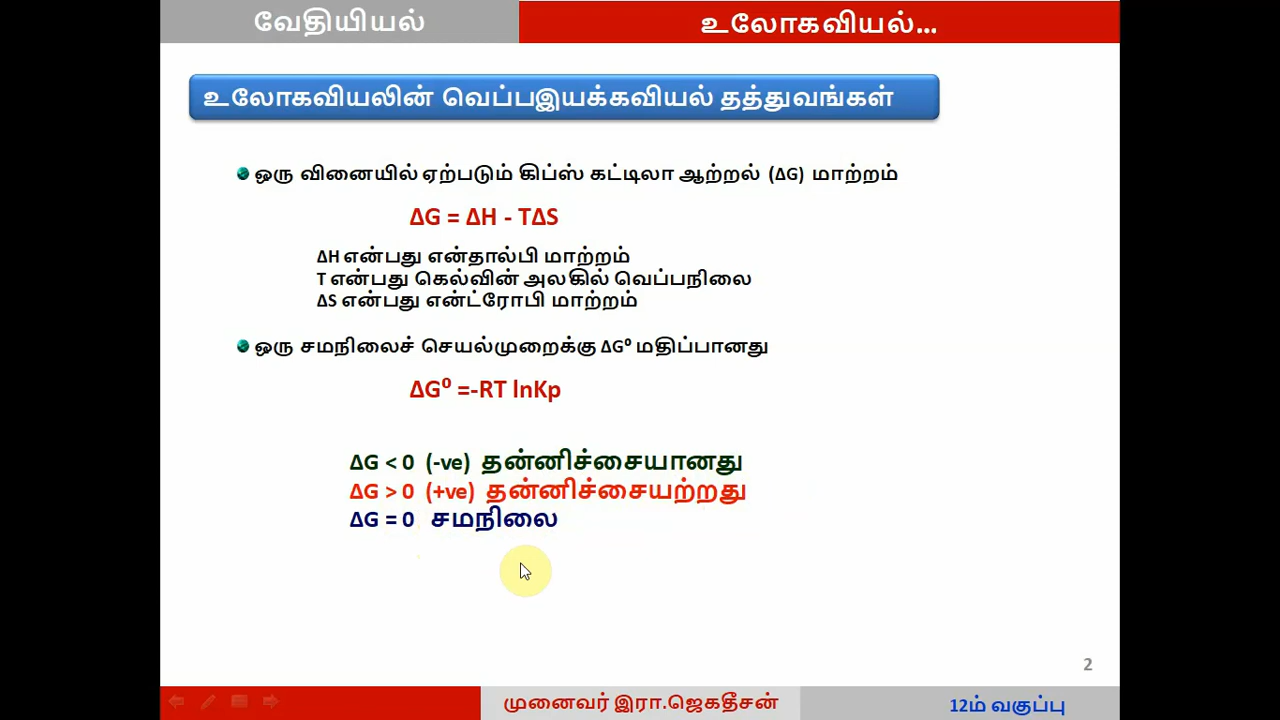 வேதியியல்
உலோகவியல்...
உலோகவியலின் வெப்பஇயக்கவியல் தத்துவங்கள்
ஒரு வினையில் ஏற்படும் கிப்ஸ் கட்டிலா ஆற்றல் (ΔG) மாற்றம்
ΔG = ΔH - TΔS
ΔH என்பது என்தால்பி மாற்றம்
T என்பது கெல்வின் அலகில் வெப்பநிலை
ΔS என்பது என்ட்ரோபி மாற்றம்
ஒரு சமநிலைச் செயல்முறைக்கு ΔG⁰ மதிப்பானது
ΔG⁰ =-RT lnKp
ΔG < 0 (-ve) தன்னிச்சையானது
ΔG > 0 (+ve) தன்னிச்சையற்றது
ΔG = 0 சமநிலை
2
முனைவர் இரா.ஜெகதீசன்
12ம் வகுப்பு